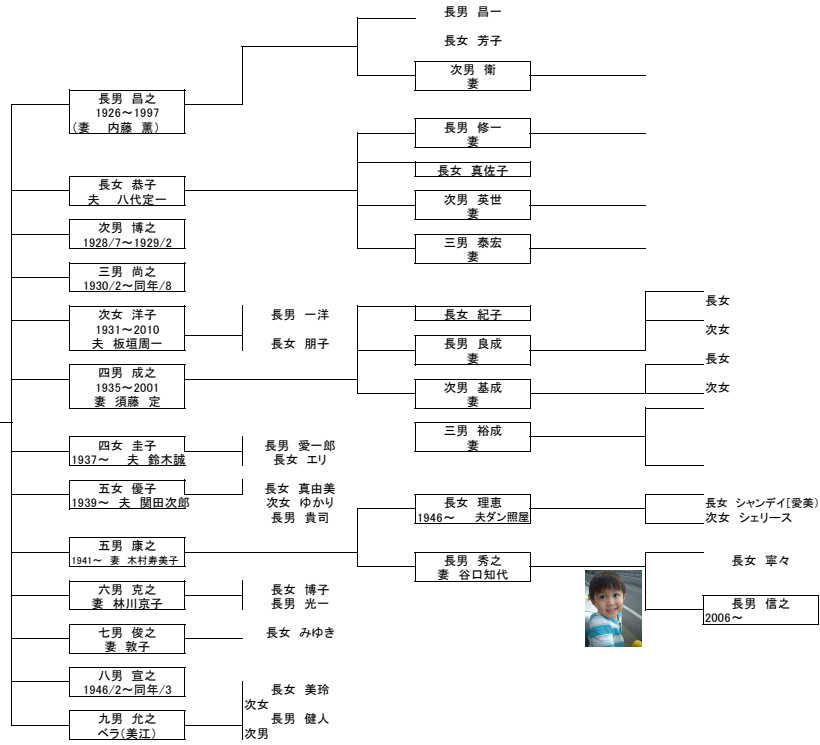 長男 昌一
長女 芳子
次男 衛
妻
長男 昌之
1926～1997
(妻 内藤 薫)
長男 修一
妻
長女 真佐子
長女 恭子
夫 八代定一
次男 英世
妻
次男 博之
1928/7～1929/2
三男 泰宏
妻
三男 尚之
1930/2～同年/8
次女 洋子
1931～2010
夫 板垣周一
長男 一洋
長女 朋子
長女 紀子
長男 良成
妻
長女
次女
四男 成之
1935～2001
妻 須藤 定
次男 基成
妻
長女
次女
三男 裕成
妻
四女 圭子
1937～ 夫 鈴木誠
長男 愛一郎
長女 エリ
五女 優子
1939～ 夫 関田次郎
長女 真由美
次女 ゆかり
長男 貴司
長女 理恵
1946～ 夫ダン照屋
長女 シャンデイ[愛美)
次女 シェリース
五男 康之
1941～ 妻 木村寿美子
長男 秀之
妻 谷口知代
長女 寧々
長男 信之
2006～
六男 克之
妻 林川京子
長女 博子
長男 光一
七男 俊之
妻 敦子
長女 みゆき
八男 宣之
1946/2～同年/3
九男 允之
ベラ(美江)
長女 美玲
次女
長男 健人
次男